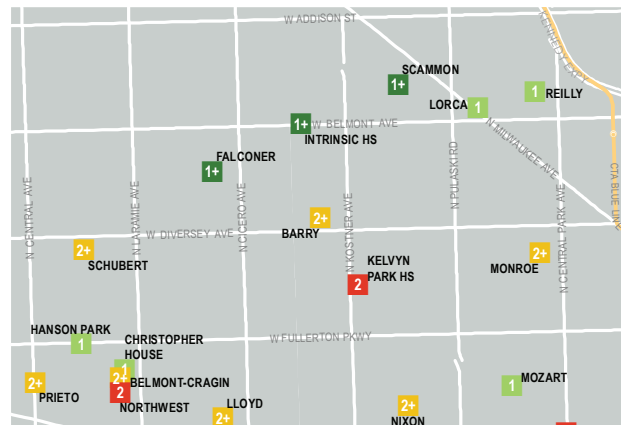 W ADDISON ST
KENNEDY EXPY
SCAMMON
1+
1
REILLY
LORCA
1
1+
W BELMONT AVE
INTRINSIC HS
N MILWAUKEE AVE
FALCONER
1+
N CENTRAL AVE
N LARAMIE AVE
N CICERO AVE
N KOSTNER AVE
N PULASKI RD
N CENTRAL PARK AVE
CTA BLUE LINE
2+
BARRY
W DIVERSEY AVE
2+
SCHUBERT
2+
MONROE
KELVYN
PARK HS
2
HANSON PARK
1
W FULLERTON PKWY
CHRISTOPHER
HOUSE
1
2+
BELMONT-CRAGIN
2
NORTHWEST
2+
PRIETO
LLOYD
2+
2+
NIXON
1
MOZART